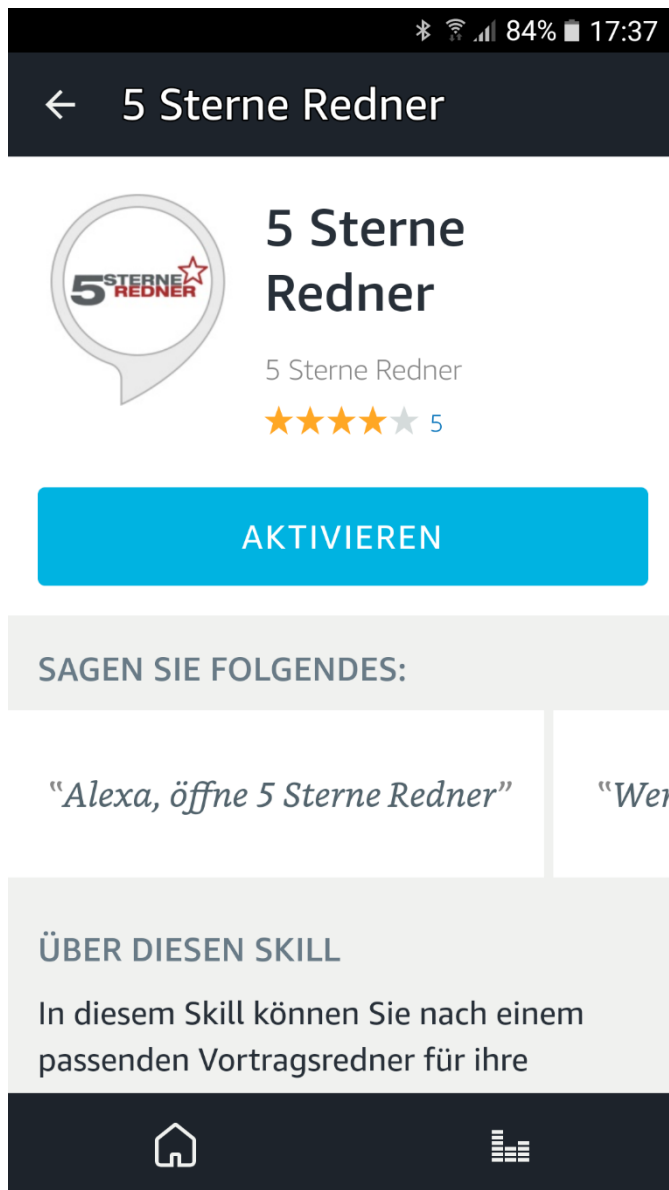 84% 17:37
5 Sterne Redner
5 STERNE
REDNER
5 Sterne
Redner
5 Sterne Redner
5
AKTIVIEREN
SAGEN SIE FOLGENDES:
"Alexa, öffne 5 Sterne Redner" "Wer
ÜBER DIESEN SKILL
In diesem Skill können Sie nach einem
passenden Vortragsredner für ihre